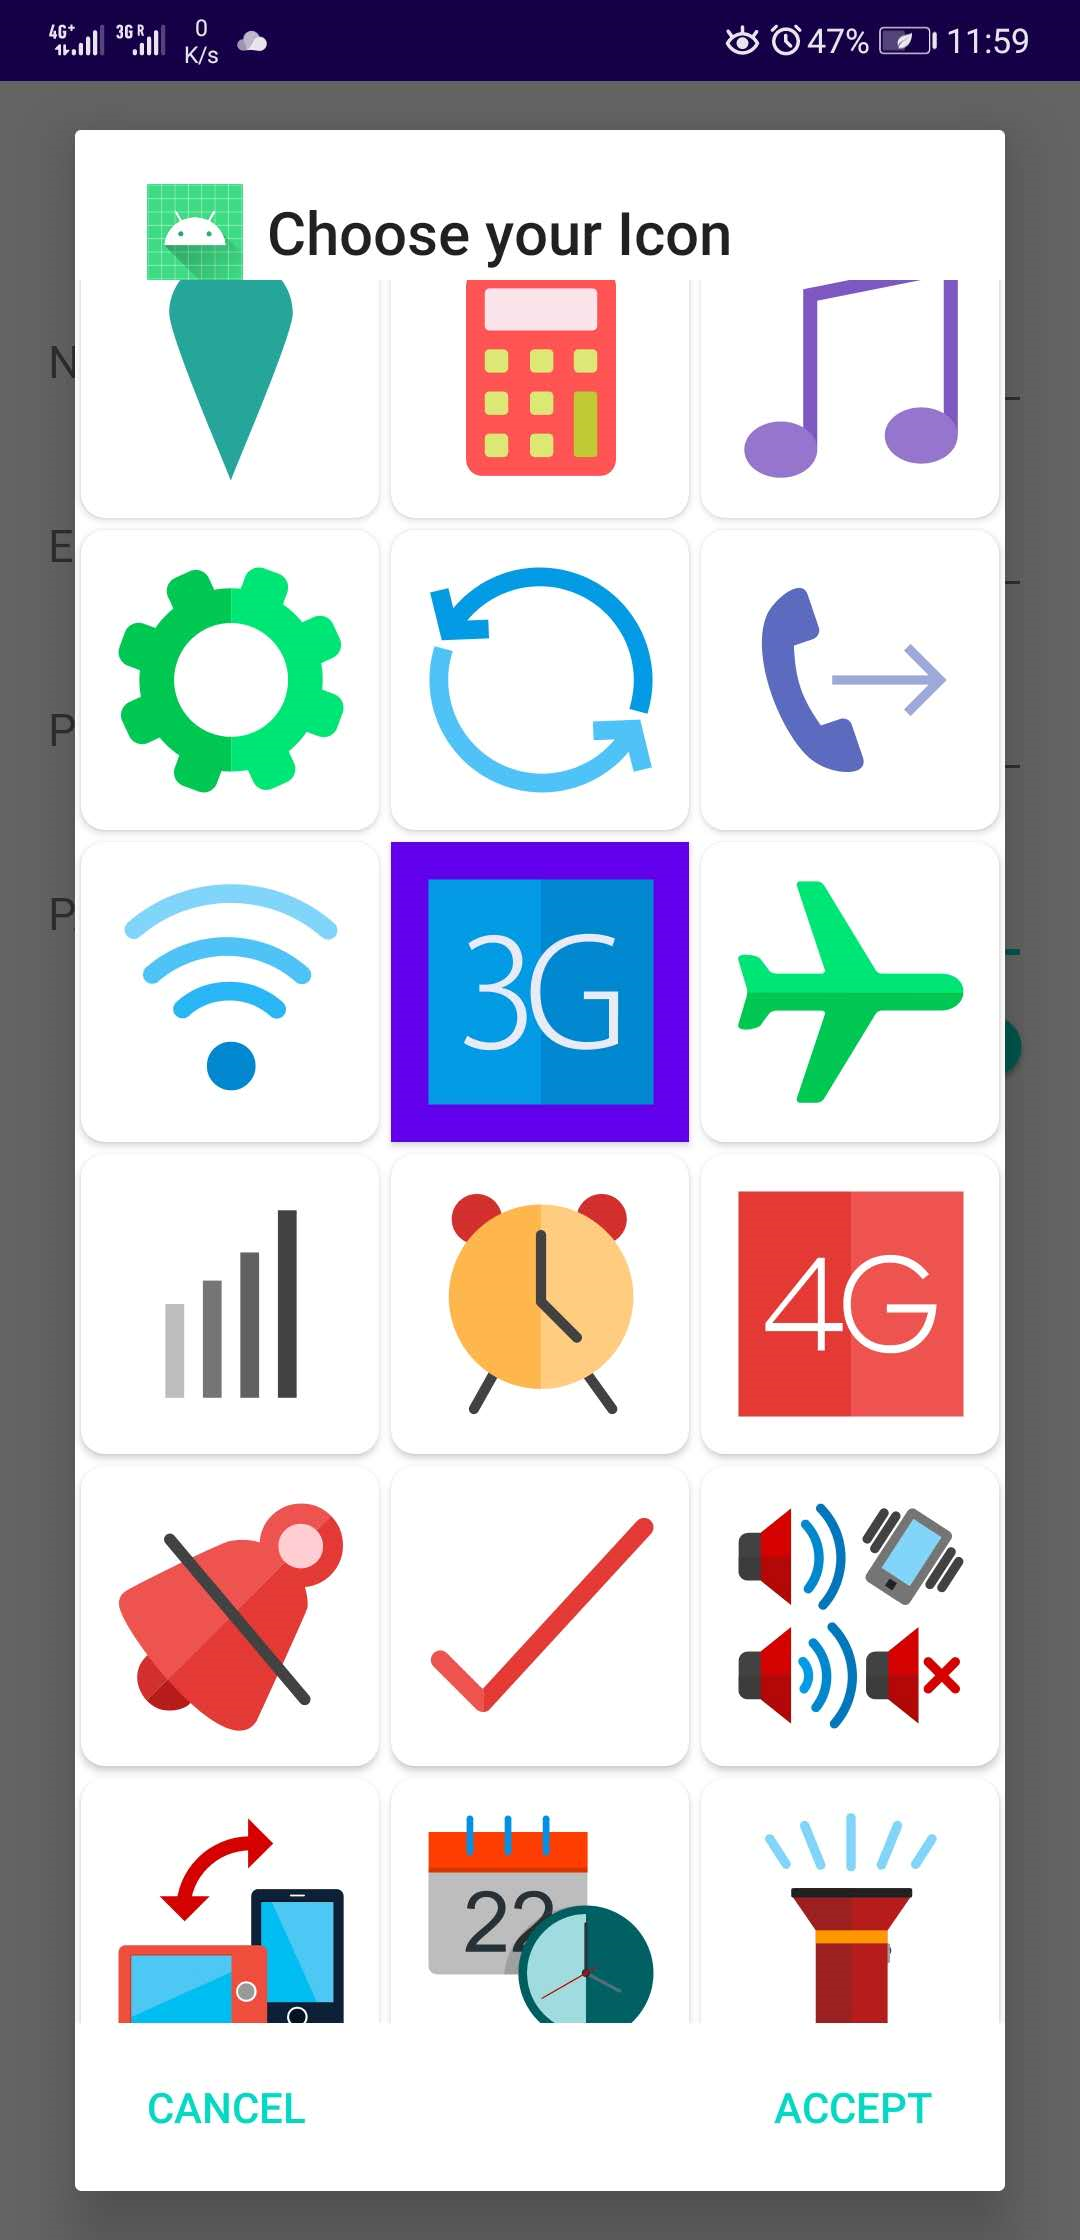 4G+ 3G R 0 K/s 47% 11:59
Choose your Icon
N
E
P
P
3G
4G
22
CANCEL ACCEPT